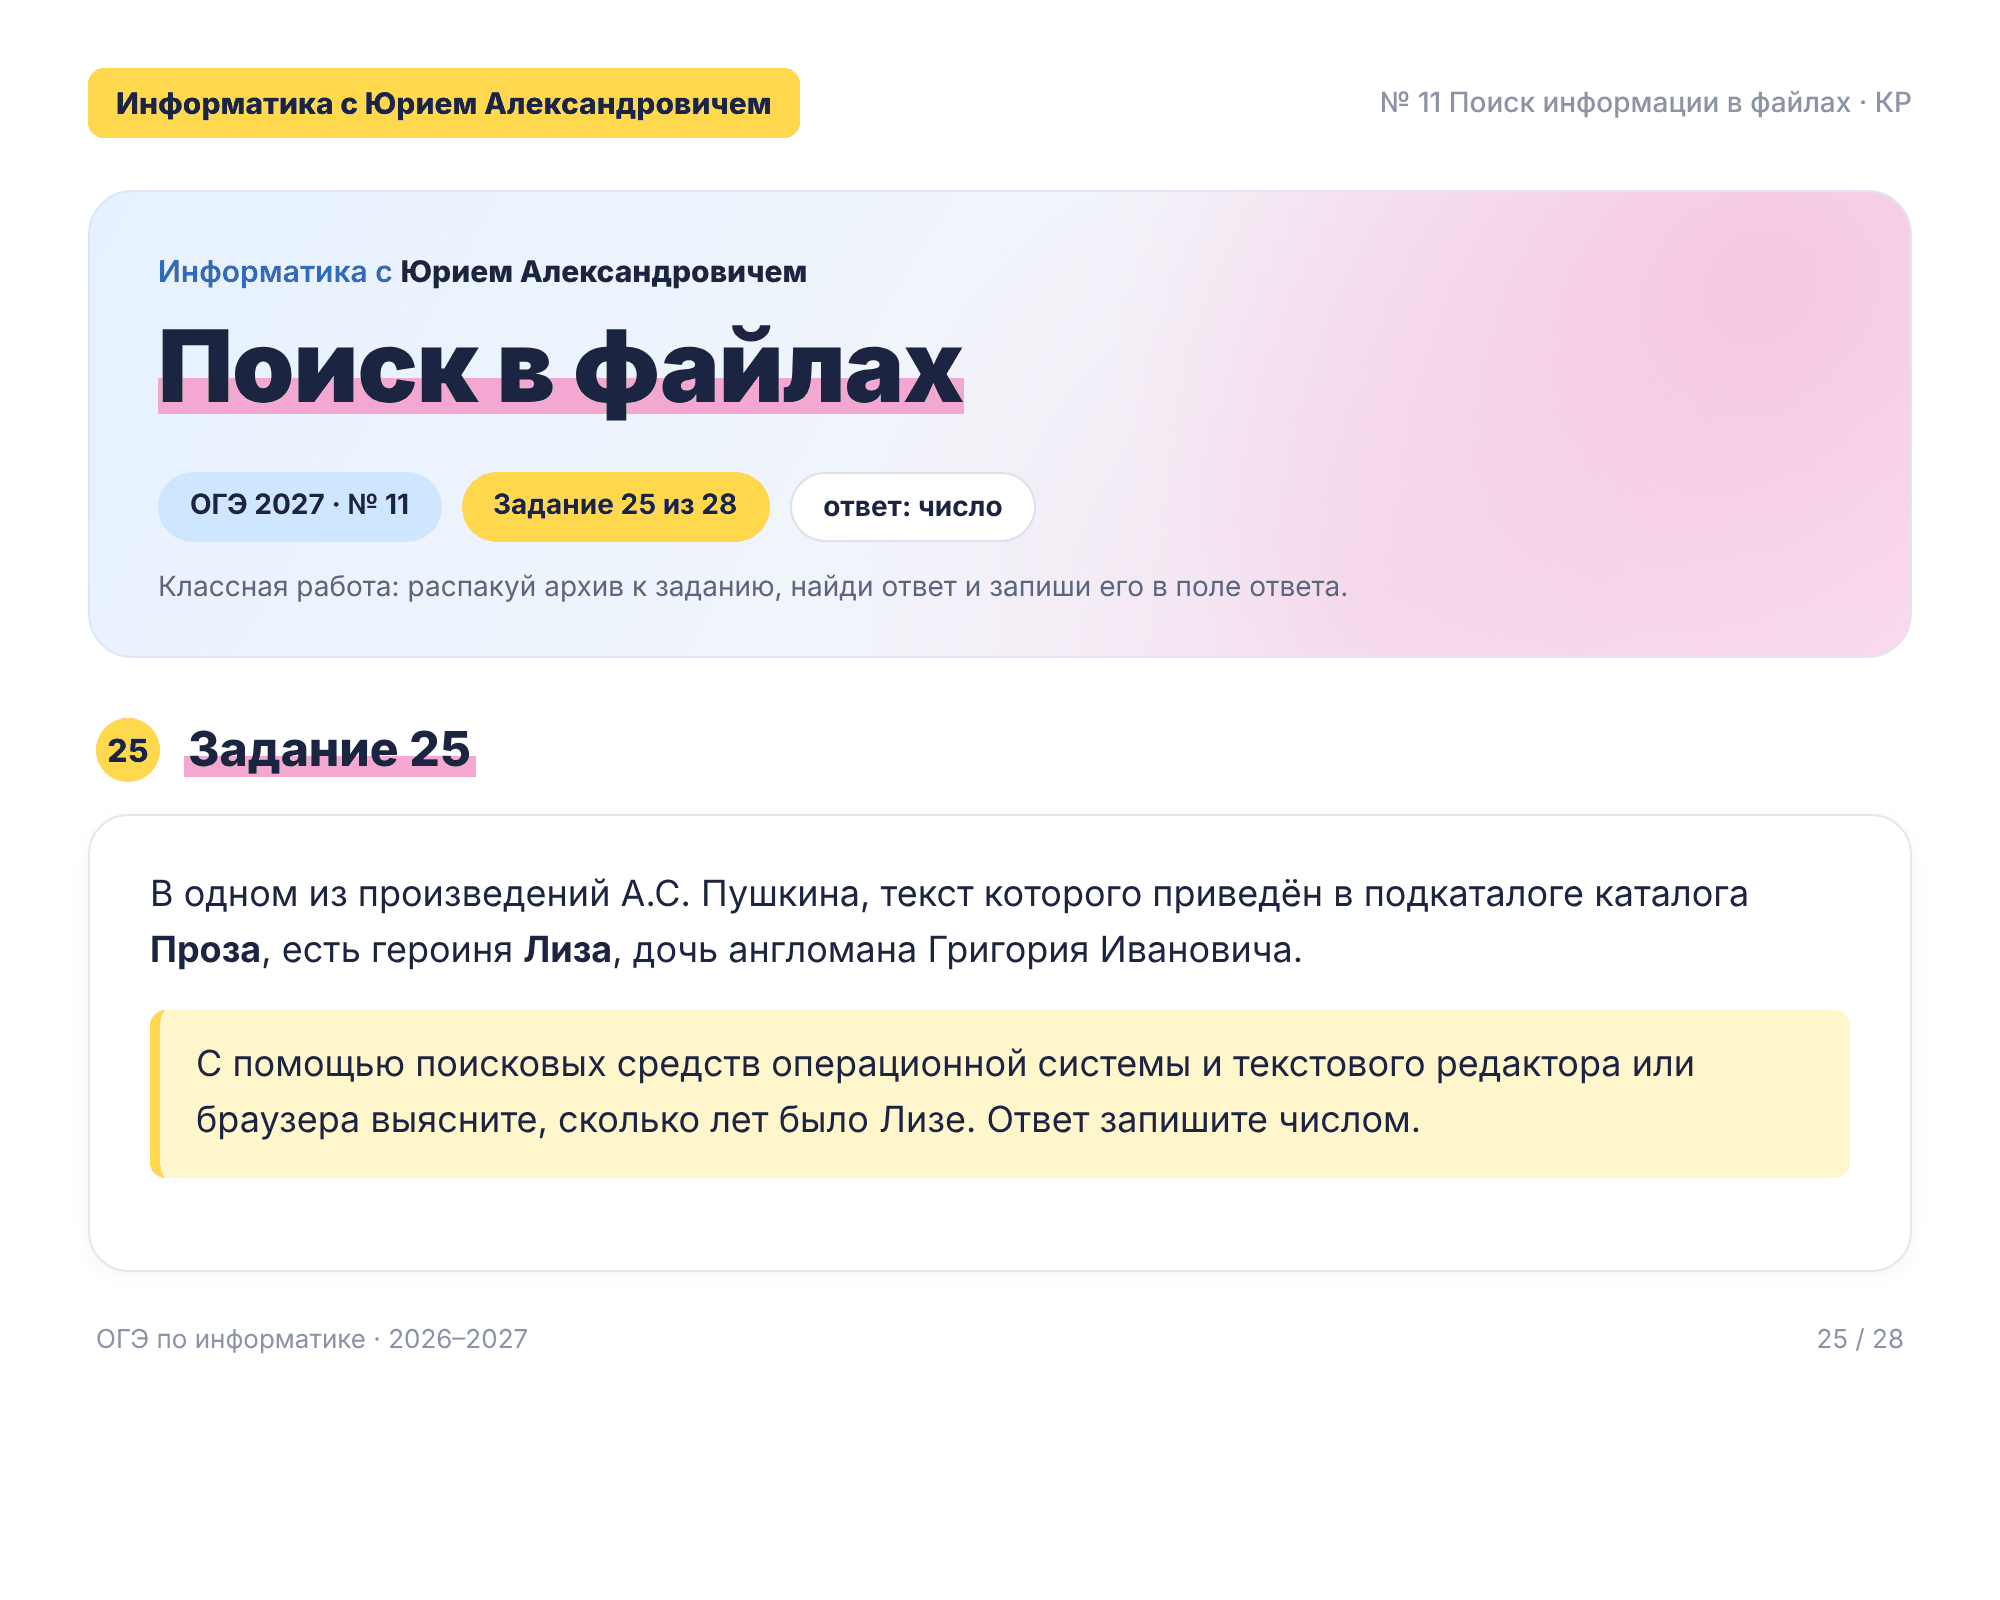 Информатика с Юрием Александровичем
№ 11 Поиск информации в файлах · КР
Информатика с Юрием Александровичем
Поиск в файлах
ОГЭ 2027 · № 11
Задание 25 из 28
ответ: число
Классная работа: распакуй архив к заданию, найди ответ и запиши его в поле ответа.
25
Задание 25
В одном из произведений А.С. Пушкина, текст которого приведён в подкаталоге каталога
Проза, есть героиня Лиза, дочь англомана Григория Ивановича.
С помощью поисковых средств операционной системы и текстового редактора или
браузера выясните, сколько лет было Лизе. Ответ запишите числом.
ОГЭ по информатике · 2026–2027
25 / 28